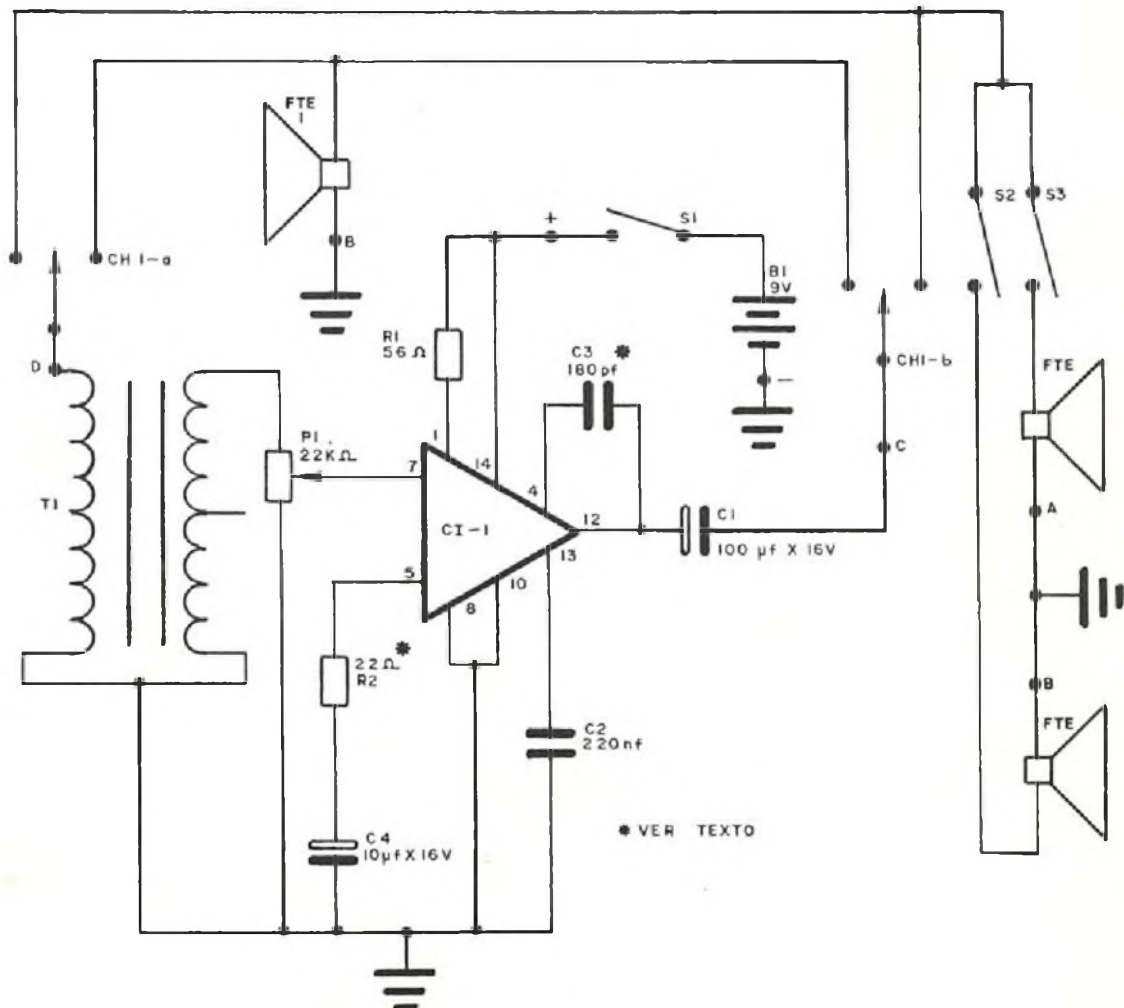 FTE
1
CH 1-a
B
+
S1
S2
S3
B1
9V
R1
56Ω
C3 *
180pf
—
CH1-b
D
FTE
P1
22KΩ
1
14
4
7
C
T1
CI-1
12
C1
100 µf X 16V
A
13
5
10
8
22Ω *
R2
B
C2
220nf
FTE
* VER TEXTO
C4
10µf X 16V